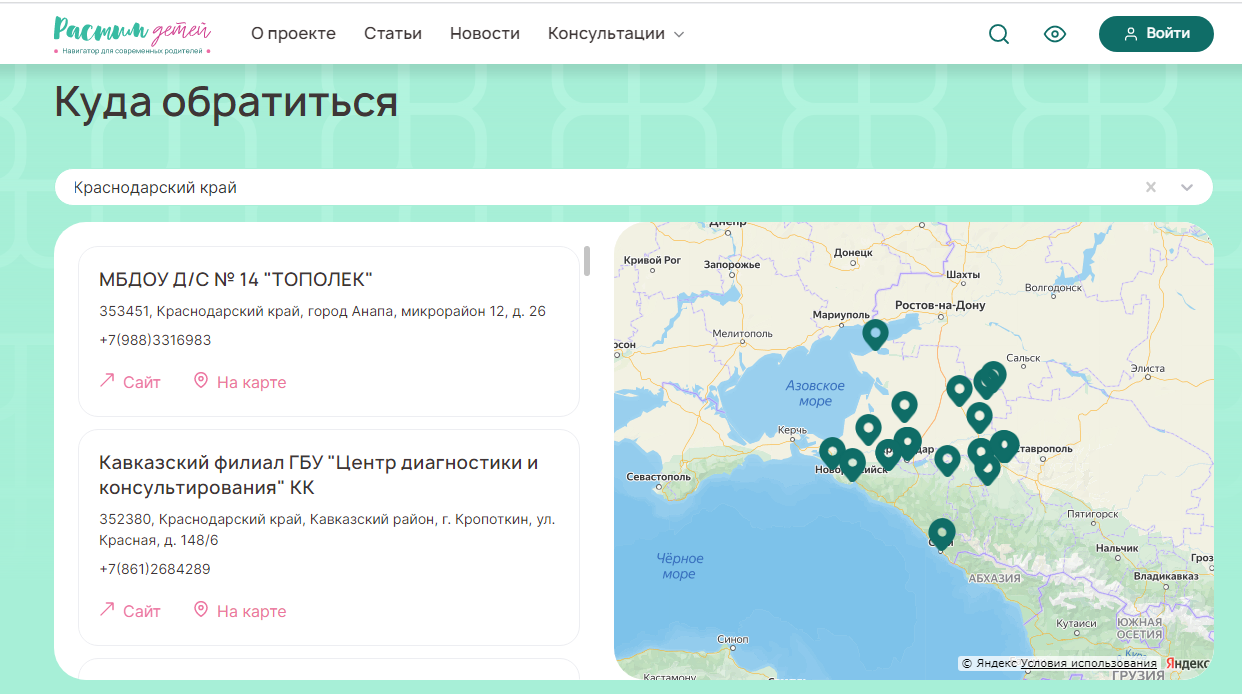 Растим детей
Навигатор для современных родителей
О проекте
Статьи
Новости
Консультации
Войти
Куда обратиться
Краснодарский край
МБДОУ Д/С № 14 "ТОПОЛЕК"
353451, Краснодарский край, город Анапа, микрорайон 12, д. 26
+7(988)3316983
Сайт
На карте
Кавказский филиал ГБУ "Центр диагностики и
консультирования" КК
352380, Краснодарский край, Кавказский район, г. Кропоткин, ул.
Красная, д. 148/6
+7(861)2684289
Сайт
На карте
Днепр
Донецк
Кривой Рог
Запорожье
Шахты
Волгодонск
Ростов-на-Дону
Мариуполь
Мелитополь
Сальск
Элиста
Азовское
море
Керчь
Севастополь
Пятигорск
Чёрное
море
Нальчик
АБХАЗИЯ
Владикавказ
Кутаиси
ЮЖНАЯ
ОСЕТИЯ
Синоп
Кастамону
ГРУЗИЯ
© Яндекс Условия использования
Яндекс